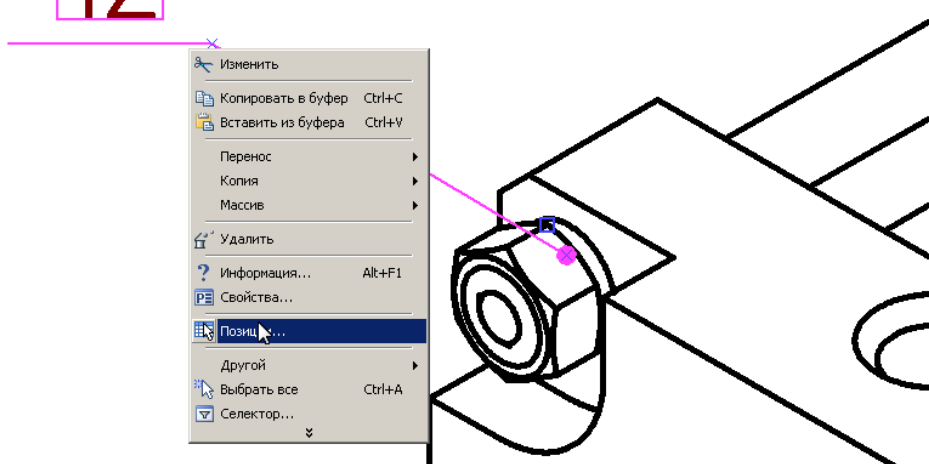 12
Изменить
Копировать в буфер Ctrl+C
Вставить из буфера Ctrl+V
Перенос
Копия
Массив
Удалить
Информация... Alt+F1
Свойства...
Другой
Выбрать все Ctrl+A
Селектор...